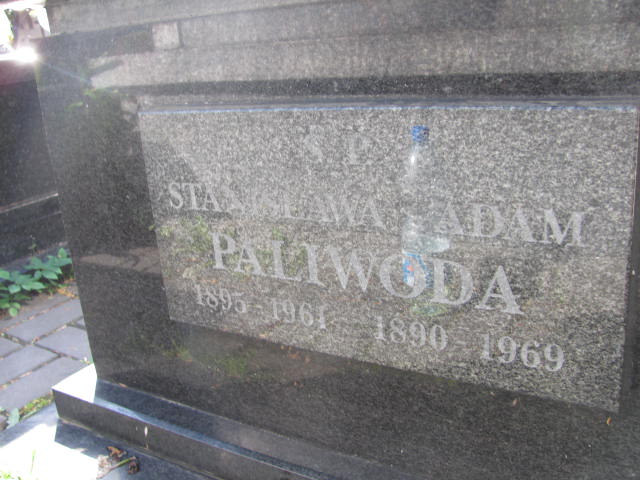 Ś P
STANISŁAWA ADAM
PALIWODA
1895-1961 1890-1969